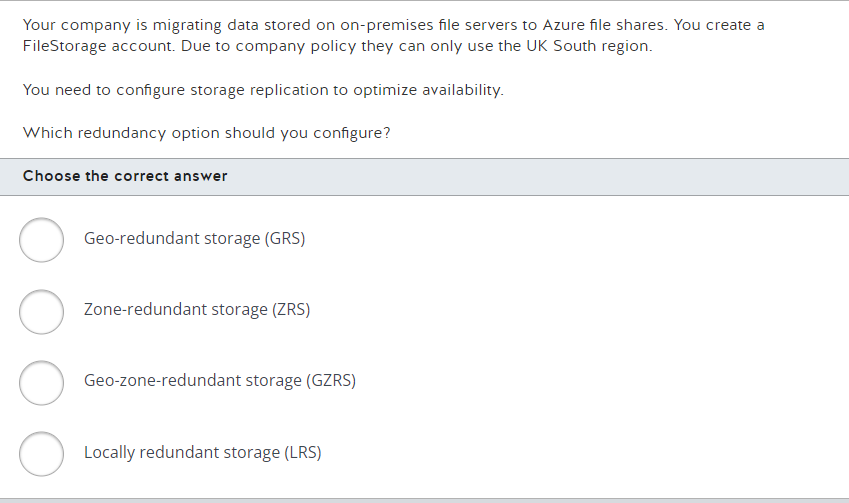 Your company is migrating data stored on on-premises file servers to Azure file shares. You create a
FileStorage account. Due to company policy they can only use the UK South region.
You need to configure storage replication to optimize availability.
Which redundancy option should you configure?
Choose the correct answer
Geo-redundant storage (GRS)
Zone-redundant storage (ZRS)
Geo-zone-redundant storage (GZRS)
Locally redundant storage (LRS)